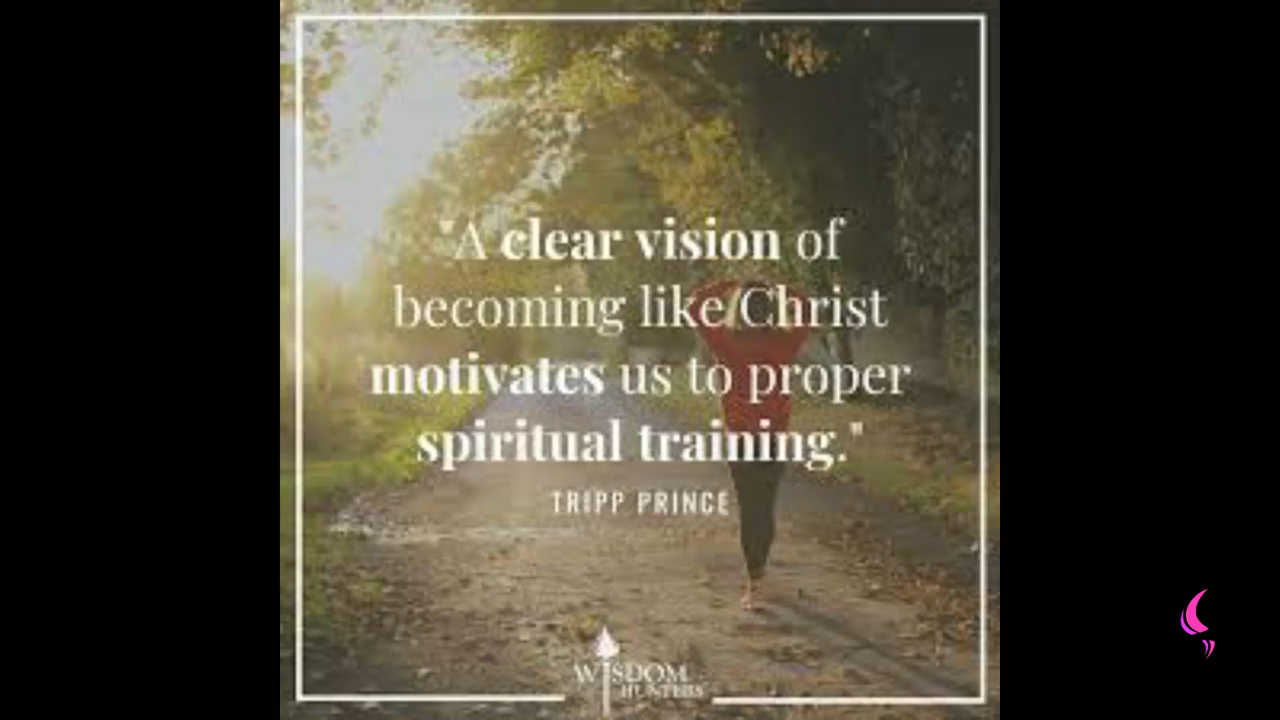 "A clear vision of
becoming like Christ
motivates us to proper
spiritual training."
TRIPP PRINCE
WISDOM
HUNTERS